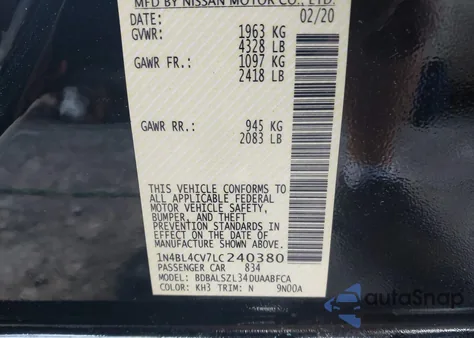 MFD BY NISSAN MOTOR CO., LTD.
DATE: 02/20
GVWR: 1963 KG
4328 LB
GAWR FR.: 1097 KG
2418 LB
GAWR RR.: 945 KG
2083 LB
THIS VEHICLE CONFORMS TO
ALL APPLICABLE FEDERAL
MOTOR VEHICLE SAFETY,
BUMPER, AND THEFT
PREVENTION STANDARDS IN
EFFECT ON THE DATE OF
MANUFACTURE SHOWN ABOVE.
1N4BL4CV7LC240380
PASSENGER CAR 834
MODEL: BDBALSZL34DUAABFCA
COLOR: KH3 TRIM: N 9N00A
autoSnap